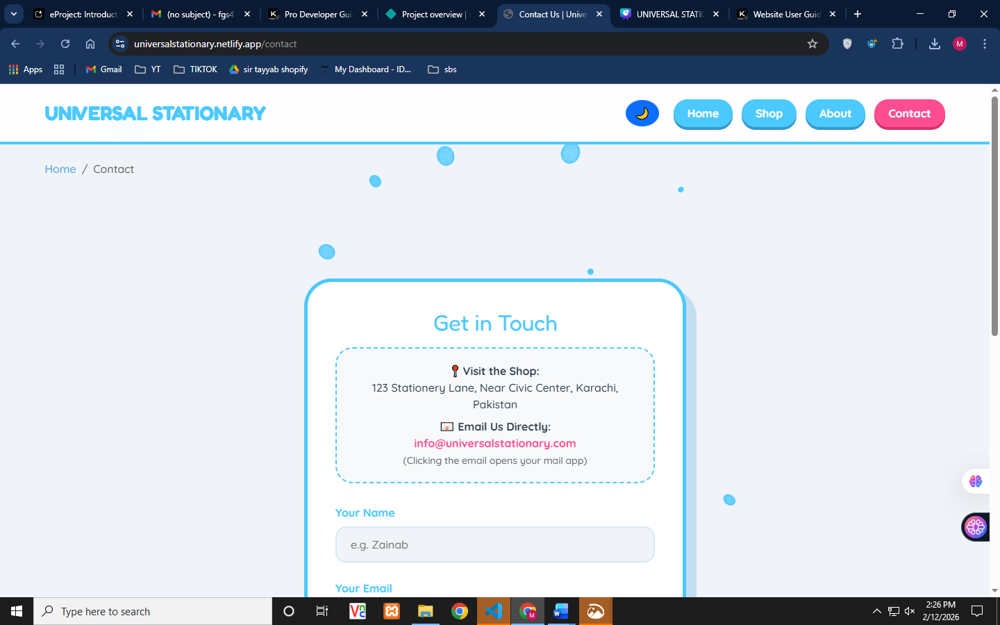 eProject: Introduct
(no subject) - fgs4
Pro Developer Gui
Project overview |
Contact Us | Unive
UNIVERSAL STATIO
Website User Guid
universalstationary.netlify.app/contact
M
Apps
Gmail
YT
TIKTOK
sir tayyab shopify
My Dashboard - ID...
sbs
UNIVERSAL STATIONARY
Home
Shop
About
Contact
Home / Contact
Get in Touch
Visit the Shop:
123 Stationery Lane, Near Civic Center, Karachi,
Pakistan
Email Us Directly:
info@universalstationary.com
(Clicking the email opens your mail app)
Your Name
e.g. Zainab
Your Email
Type here to search
2:26 PM
2/12/2026